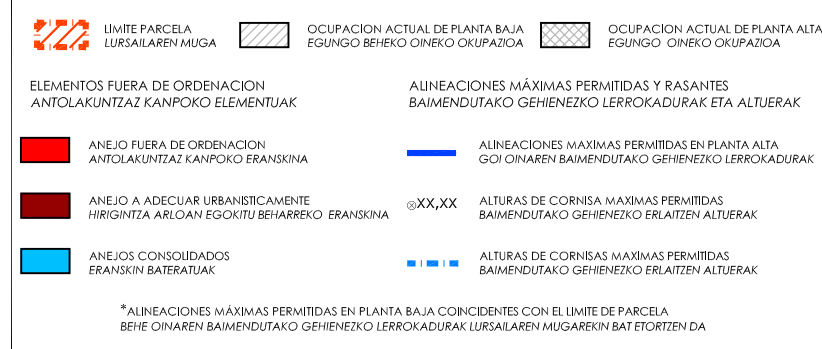 LIMITE PARCELA
LURSAILAREN MUGA
OCUPACION ACTUAL DE PLANTA BAJA
EGUNGO BEHEKO OINEKO OKUPAZIOA
OCUPACION ACTUAL DE PLANTA ALTA
EGUNGO OINEKO OKUPAZIOA
ELEMENTOS FUERA DE ORDENACION
ANTOLAKUNTZAZ KANPOKO ELEMENTUAK
ANEJO FUERA DE ORDENACION
ANTOLAKUNTZAZ KANPOKO ERANSKINA
ANEJO A ADECUAR URBANISTICAMENTE
HIRIGINTZA ARLOAN EGOKITU BEHARREKO ERANSKINA
ANEJOS CONSOLIDADOS
ERANSKIN BATERATUAK
ALINEACIONES MÁXIMAS PERMITIDAS Y RASANTES
BAIMENDUTAKO GEHIENEZKO LERROKADURAK ETA ALTUERAK
ALINEACIONES MAXIMAS PERMITIDAS EN PLANTA ALTA
GOI OINAREN BAIMENDUTAKO GEHIENEZKO LERROKADURAK
⊗XX,XX ALTURAS DE CORNISA MAXIMAS PERMITIDAS
BAIMENDUTAKO GEHIENEZKO ERLAITZEN ALTUERAK
ALTURAS DE CORNISAS MAXIMAS PERMITIDAS
BAIMENDUTAKO GEHIENEZKO ERLAITZEN ALTUERAK
*ALINEACIONES MÁXIMAS PERMITIDAS EN PLANTA BAJA COINCIDENTES CON EL LIMITE DE PARCELA
BEHE OINAREN BAIMENDUTAKO GEHIENEZKO LERROKADURAK LURSAILAREN MUGAREKIN BAT ETORTZEN DA